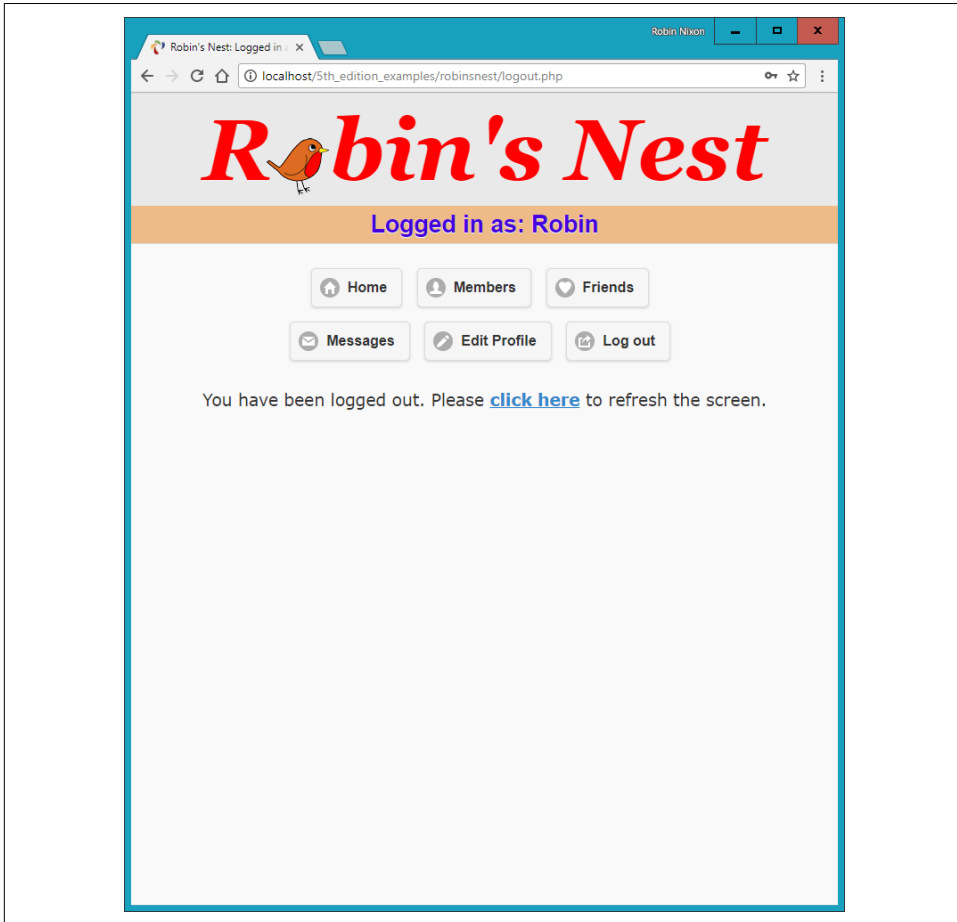 Robin Nixon
Robin's Nest: Logged in
localhost/5th_edition_examples/robinsnest/logout.php
Robin's Nest
Logged in as: Robin
Home Members Friends
Messages Edit Profile Log out
You have been logged out. Please click here to refresh the screen.